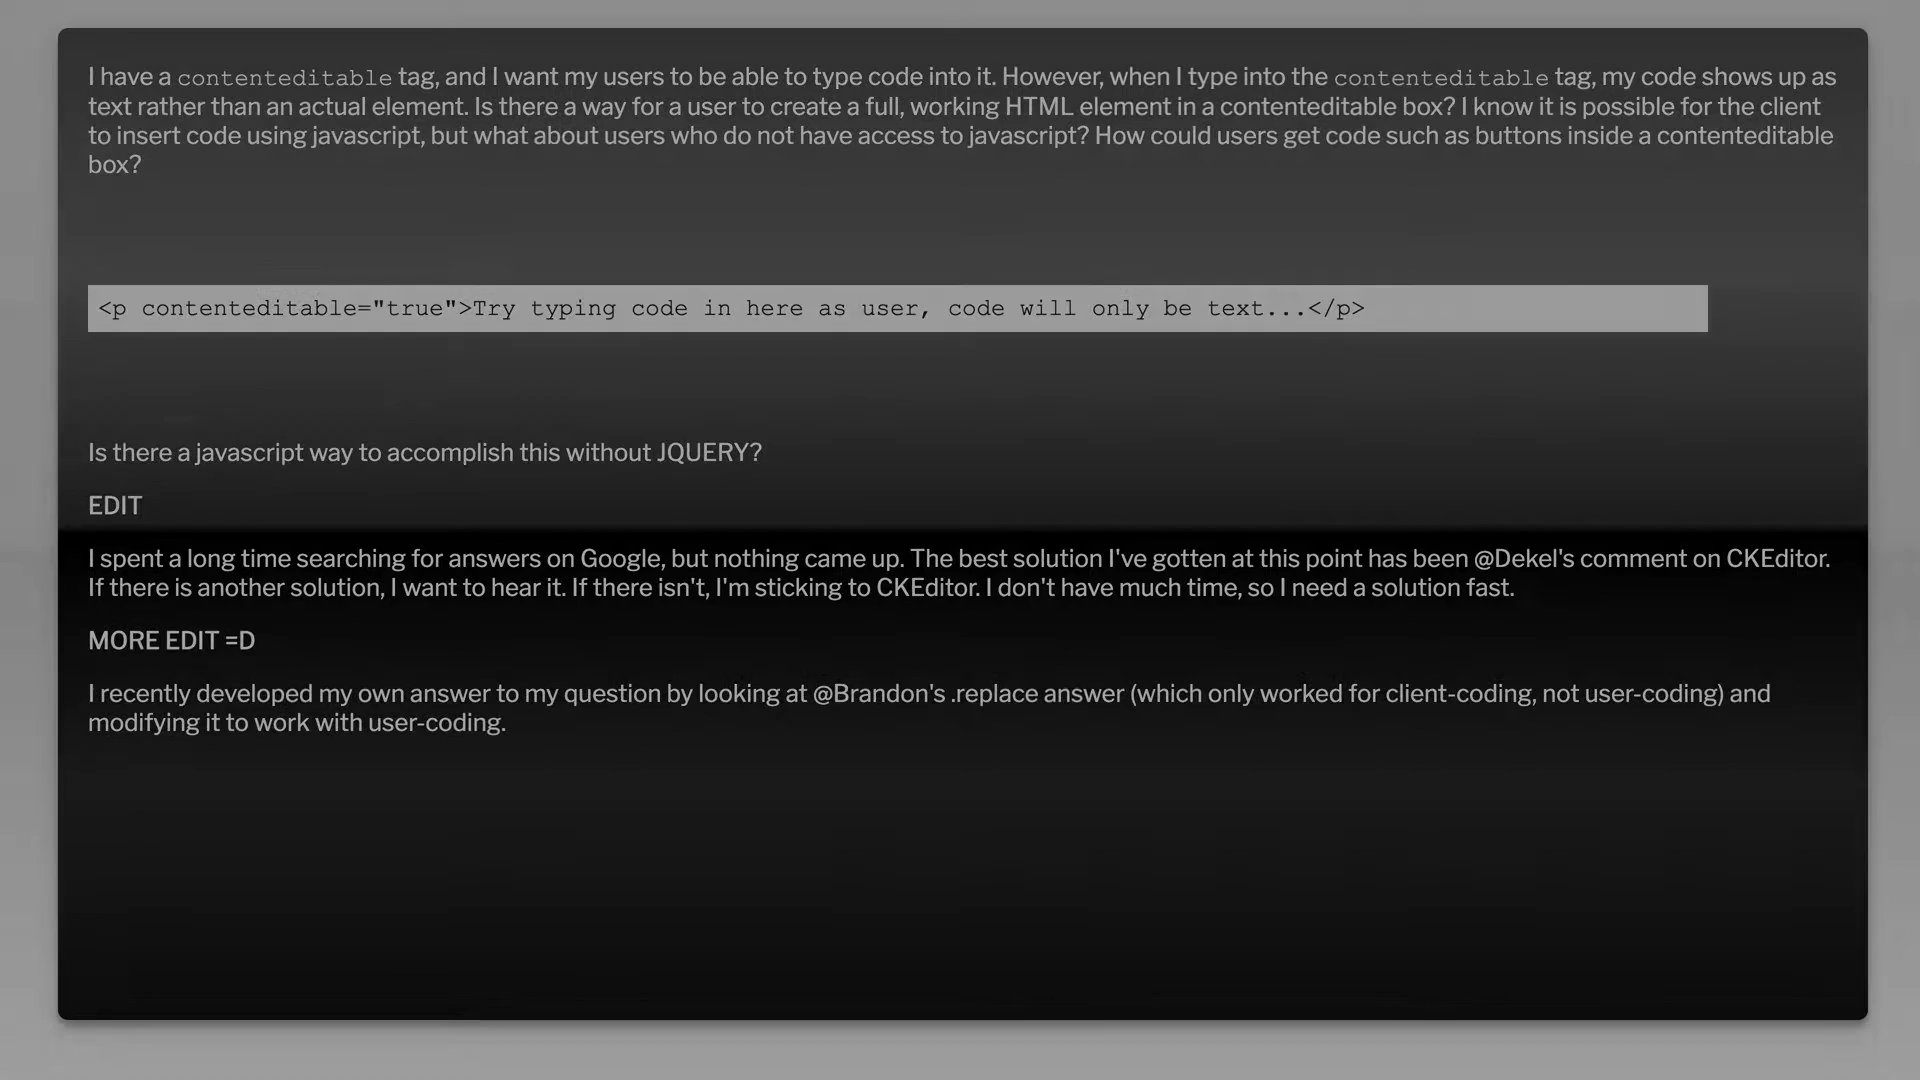 I have a contenteditable tag, and I want my users to be able to type code into it. However, when I type into the contenteditable tag, my code shows up as
text rather than an actual element. Is there a way for a user to create a full, working HTML element in a contenteditable box? I know it is possible for the client
to insert code using javascript, but what about users who do not have access to javascript? How could users get code such as buttons inside a contenteditable
box?
<p contenteditable="true">Try typing code in here as user, code will only be text...</p>
Is there a javascript way to accomplish this without JQUERY?
EDIT
I spent a long time searching for answers on Google, but nothing came up. The best solution I've gotten at this point has been @Dekel's comment on CKEditor.
If there is another solution, I want to hear it. If there isn't, I'm sticking to CKEditor. I don't have much time, so I need a solution fast.
MORE EDIT =D
I recently developed my own answer to my question by looking at @Brandon's .replace answer (which only worked for client-coding, not user-coding) and
modifying it to work with user-coding.